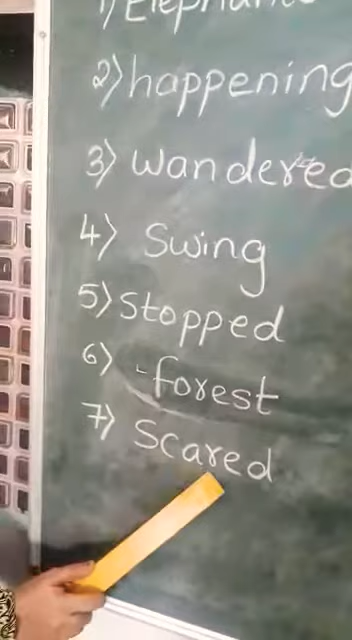 2) happening
3) wandered
4) Swing
5) Stopped
6) forest
7) Scared